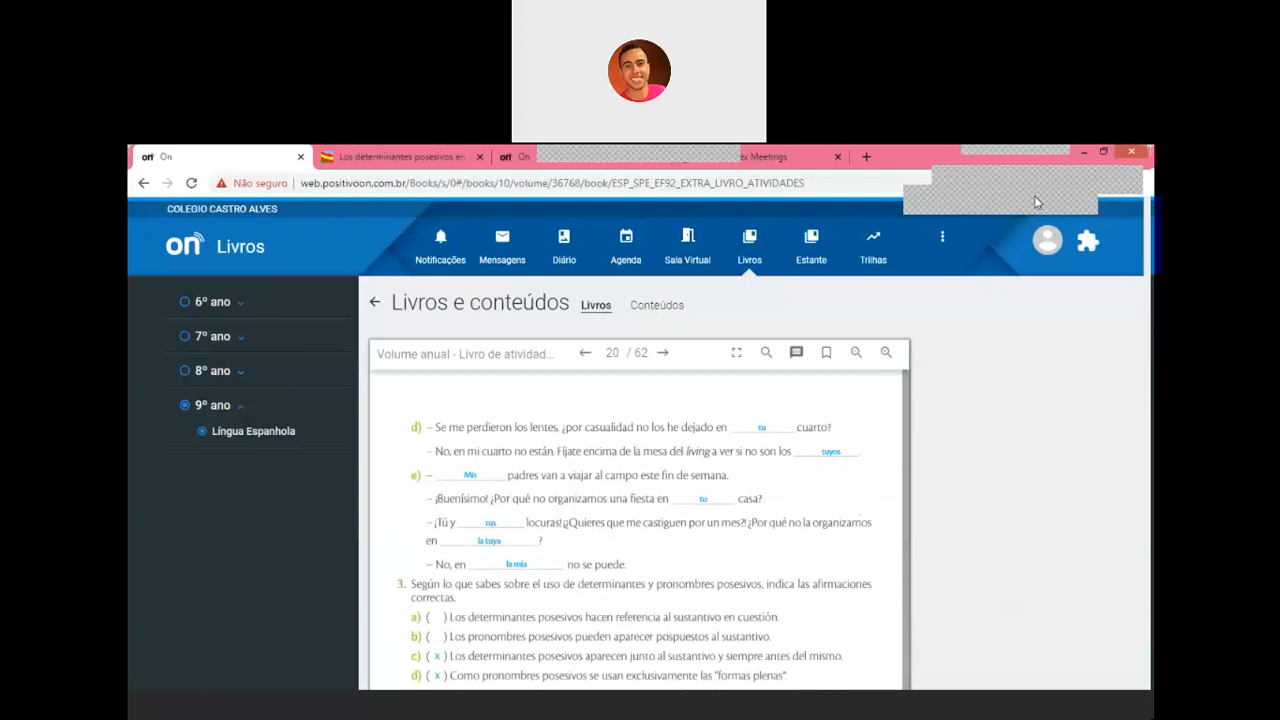 On
Los determinantes posesivos en
On
ex Meetings
Não seguro
web.positivoon.com.br/Books/s/0#/books/10/volume/36768/book/ESP_SPE_EF92_EXTRA_LIVRO_ATIVIDADES
COLEGIO CASTRO ALVES
on Livros
Notificações
Mensagens
Diário
Agenda
Sala Virtual
Livros
Estante
Trilhas
6º ano
7º ano
8º ano
9º ano
Língua Espanhola
Livros e conteúdos Livros Conteúdos
Volume anual - Livro de atividad... 20 / 62
d) – Se me perdieron los lentes, ¿por casualidad no los he dejado en tu cuarto?
– No, en mi cuarto no están. Fíjate encima de la mesa del living a ver si no son los tuyos.
e) – Mis padres van a viajar al campo este fin de semana.
– ¡Buenísimo! ¿Por qué no organizamos una fiesta en tu casa?
– ¡Tú y tus locuras! ¡¿Quieres que me castiguen por un mes?! ¿Por qué no la organizamos
en la tuya ?
– No, en la mía no se puede.
3. Según lo que sabes sobre el uso de determinantes y pronombres posesivos, indica las afirmaciones
correctas.
a) ( ) Los determinantes posesivos hacen referencia al sustantivo en cuestión.
b) ( ) Los pronombres posesivos pueden aparecer pospuestos al sustantivo.
c) ( x ) Los determinantes posesivos aparecen junto al sustantivo y siempre antes del mismo.
d) ( x ) Como pronombres posesivos se usan exclusivamente las "formas plenas".